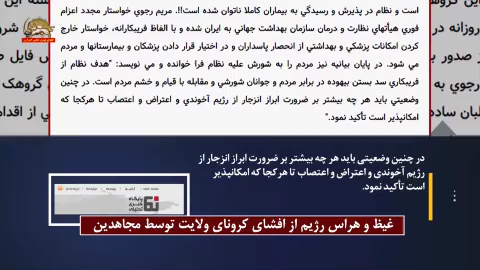 است و نظام در پذیرش و رسیدگی به بیماران کاملا ناتوان شده است!!. مریم رجوی خواستار مجدد اعزام
فوری هیأتهای نظارت و درمان سازمان بهداشت جهانی به ایران شده و با الفاظ فریبکارانه، خواستار خارج
کردن امکانات پزشکی و بهداشتی از انحصار پاسداران و در اختیار قرار دادن پزشکان و بیمارستانها و مردم
می شود. در پایان بیانیه نیز مردم را به شورش علیه نظام فرا خوانده و می نویسد: "هدف نظام از
فریبکاری سد بستن بیهوده در برابر مردم و جوانان شورشی و مقابله با قیام و خشم مردم است. در چنین
وضعیتی باید هر چه بیشتر بر ضرورت ابراز انزجار از رژیم آخوندی و اعتراض و اعتصاب تا هرکجا که
امکانپذیر است تأکید نمود."
در چنین وضعیتی باید هر چه بیشتر بر ضرورت ابراز انزجار از
رژیم آخوندی و اعتراض و اعتصاب تا هرکجا که امکانپذیر
است تأکید نمود.
غیظ و هراس رژیم از افشای کرونای ولایت توسط مجاهدین